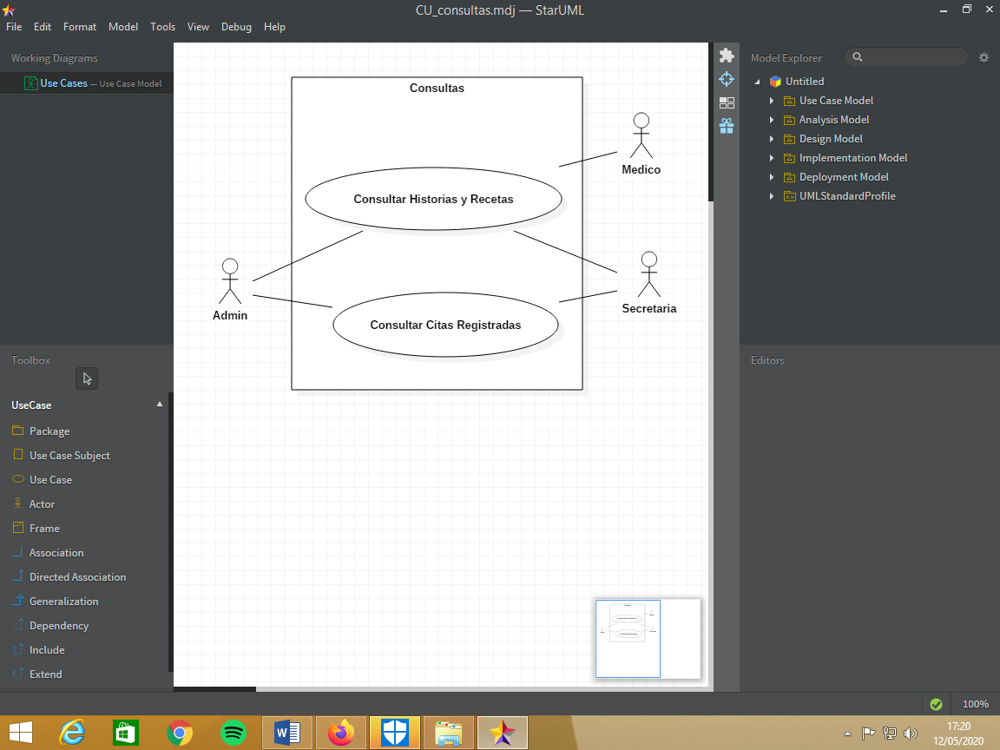 CU_consultas.mdj — StarUML
File Edit Format Model Tools View Debug Help
Working Diagrams
Use Cases — Use Case Model
Toolbox
UseCase
Package
Use Case Subject
Use Case
Actor
Frame
Association
Directed Association
Generalization
Dependency
Include
Extend
Consultas
Medico
Consultar Historias y Recetas
Admin
Secretaria
Consultar Citas Registradas
Model Explorer
Untitled
Use Case Model
Analysis Model
Design Model
Implementation Model
Deployment Model
UMLStandardProfile
Editors
100%
17:20
12/05/2020